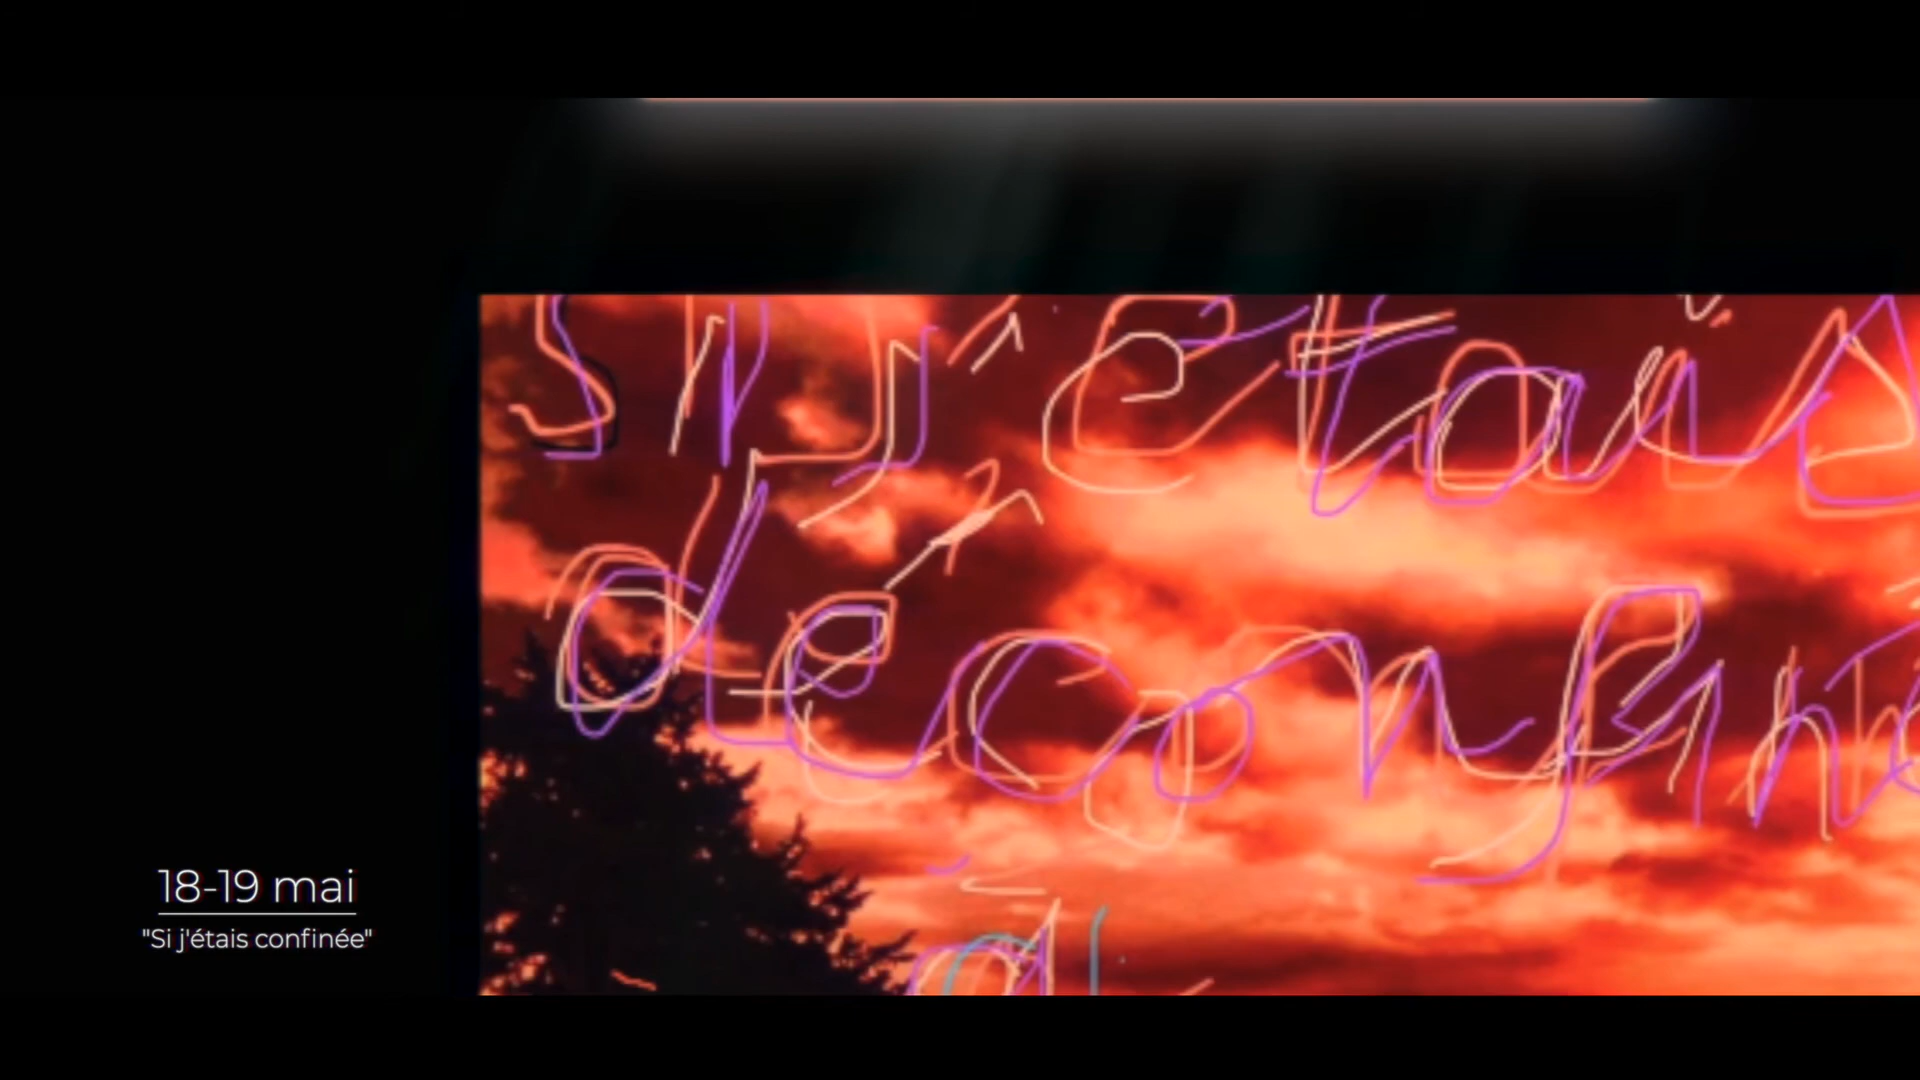 Si j'étais
déconfiné
18-19 mai
"Si j'étais confinée"